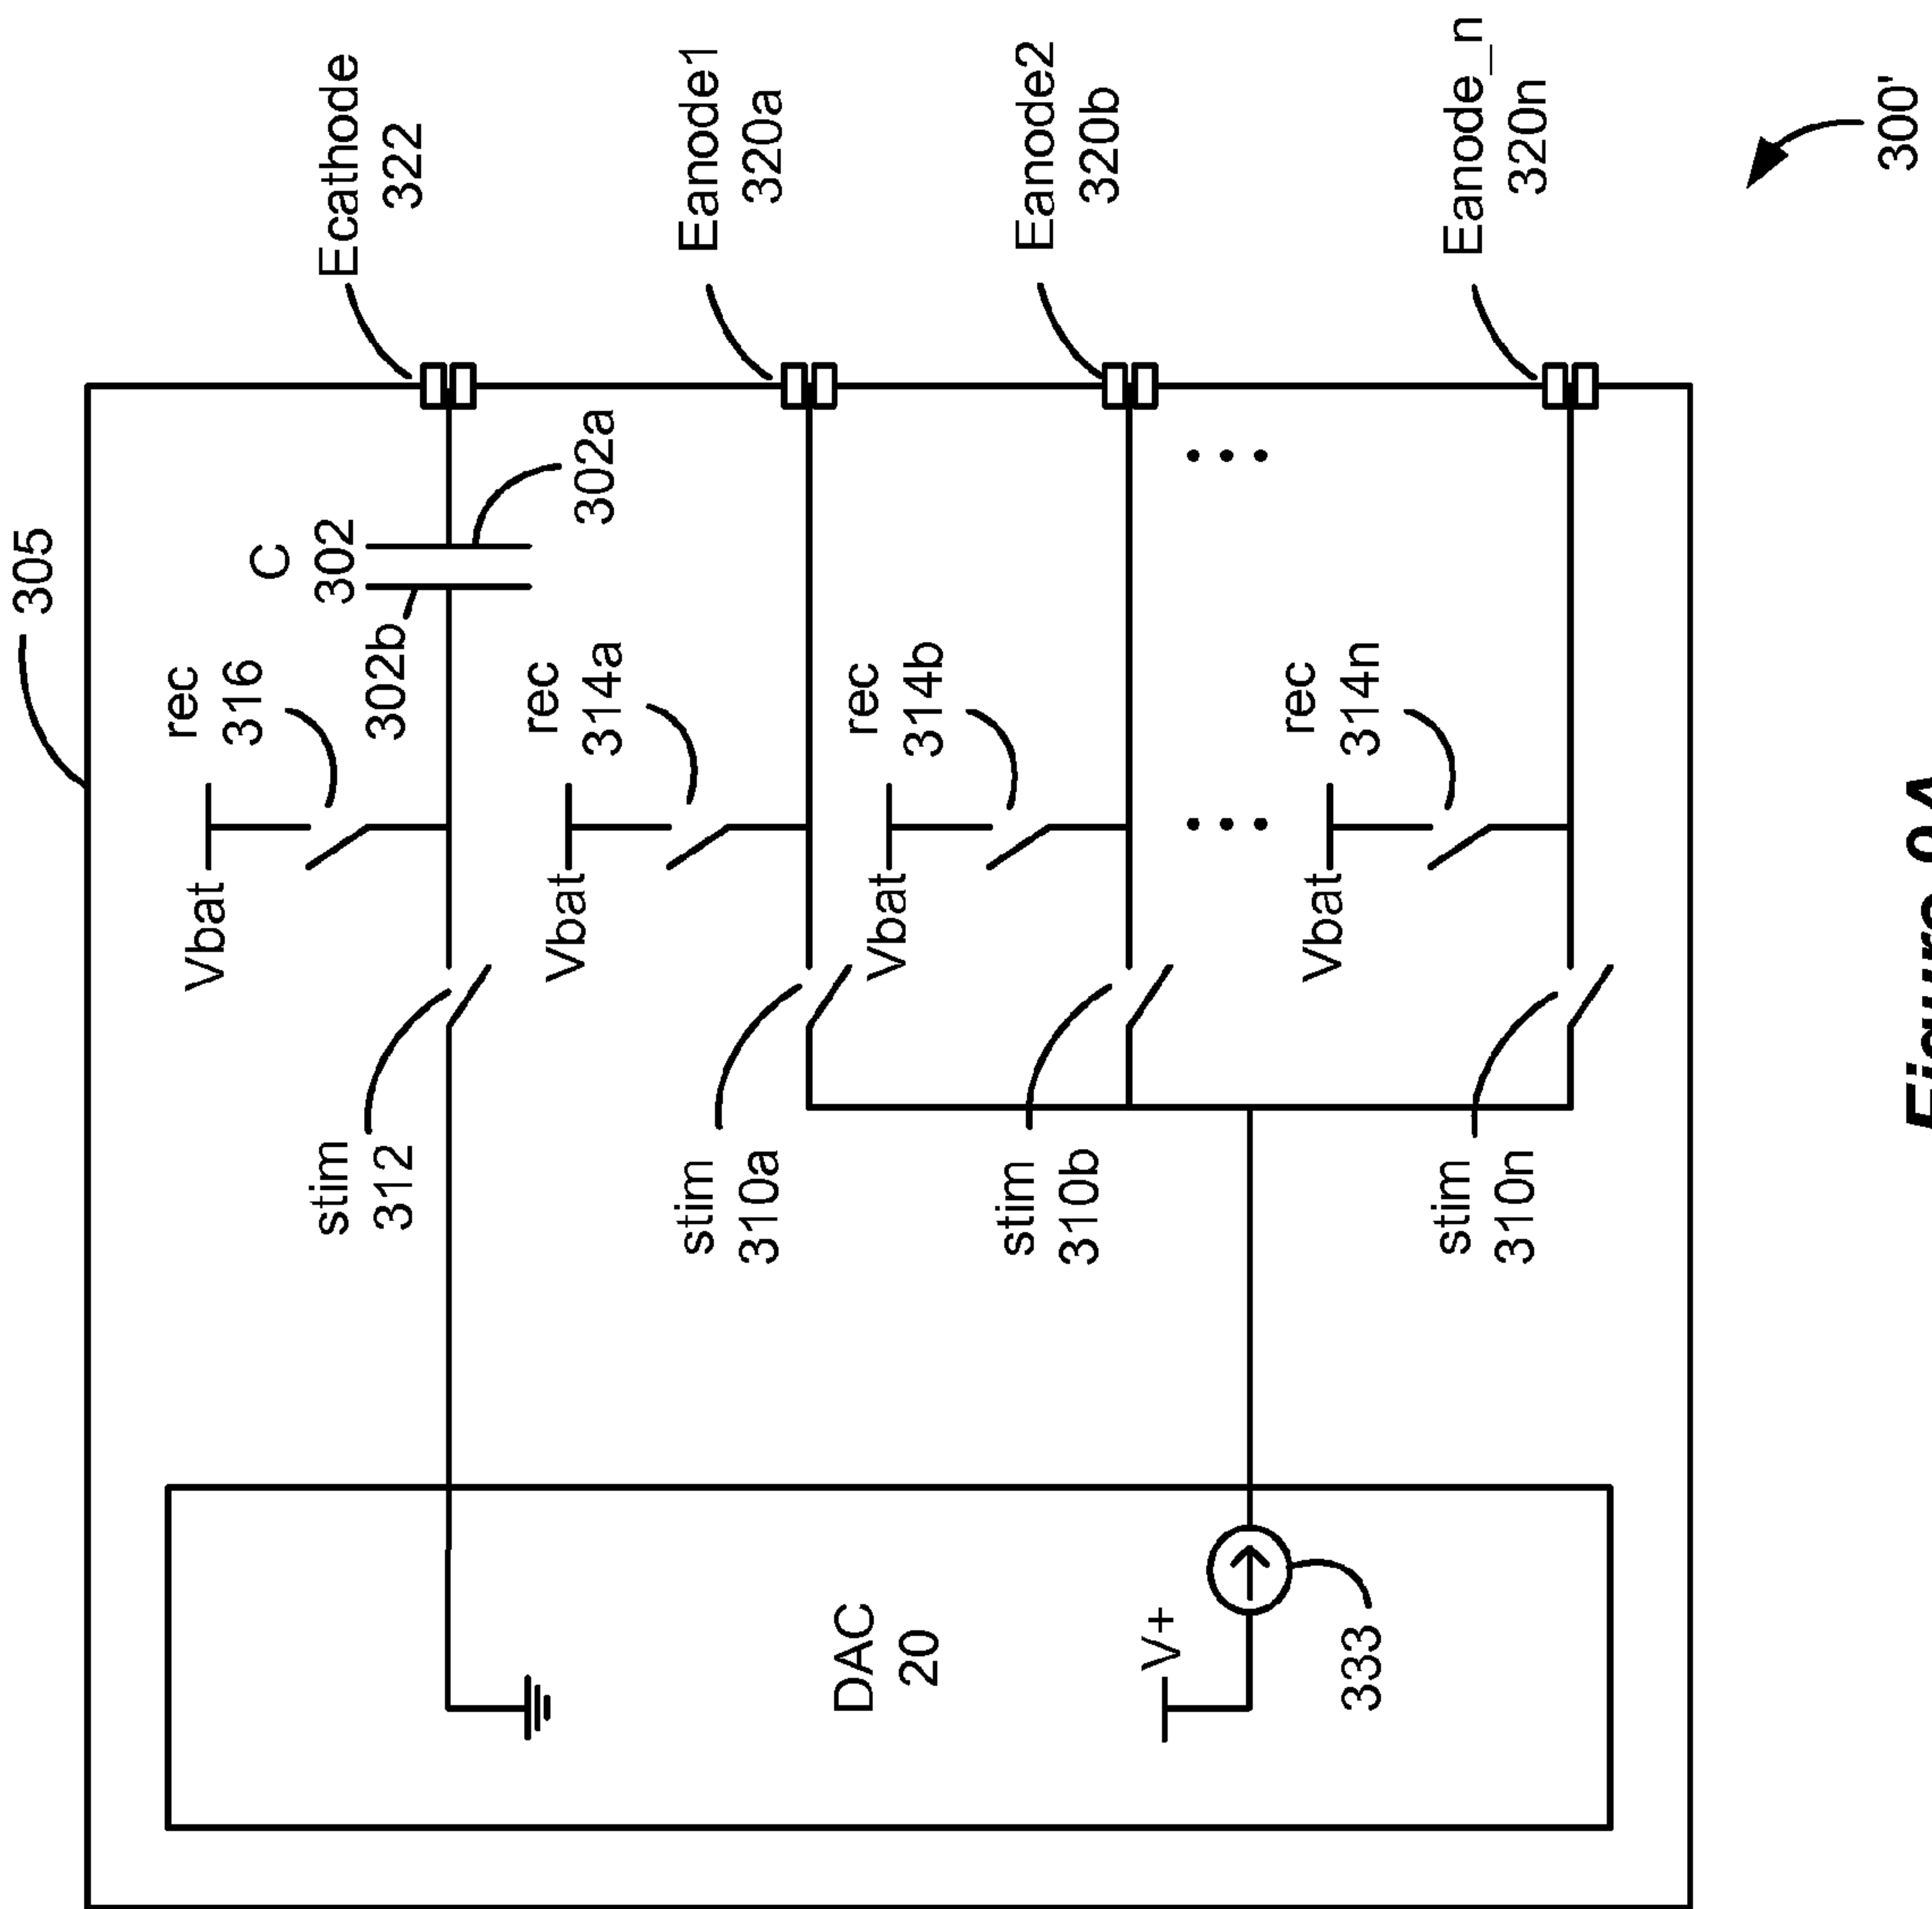 305
Vbat
rec
316
C
302
302b
302a
stim
312
Ecathode
322
Vbat
rec
314a
stim
310a
Eanode1
320a
DAC
20
Vbat
rec
314b
stim
310b
Eanode2
320b
V+
333
Vbat
rec
314n
stim
310n
Eanode_n
320n
300'
Figure